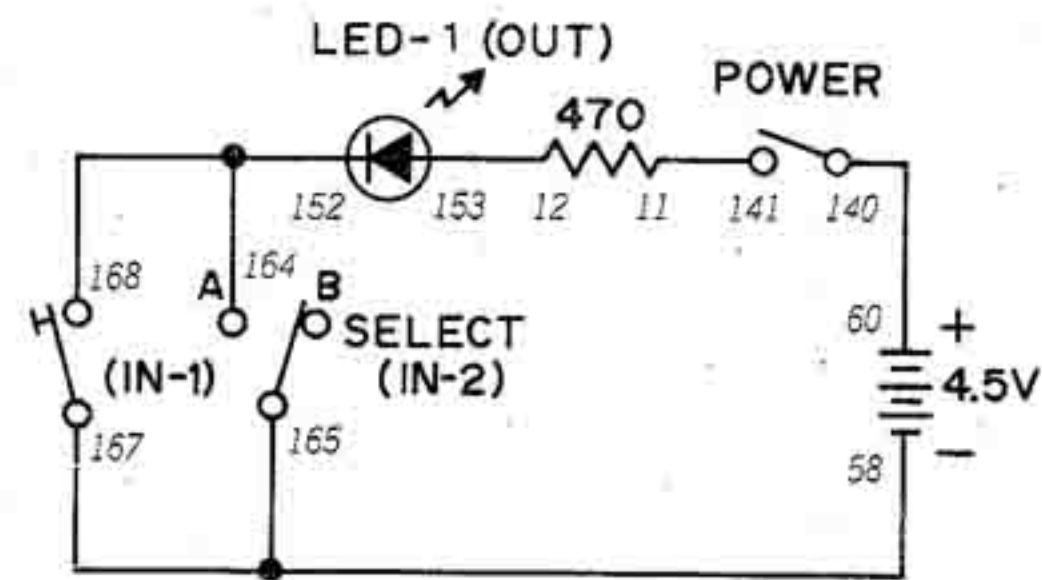 LED-1 (OUT)
POWER
470
152
153
12
11
141
140
168
A
164
B
60
+
SELECT
(IN-1)
(IN-2)
4.5V
167
165
58
−